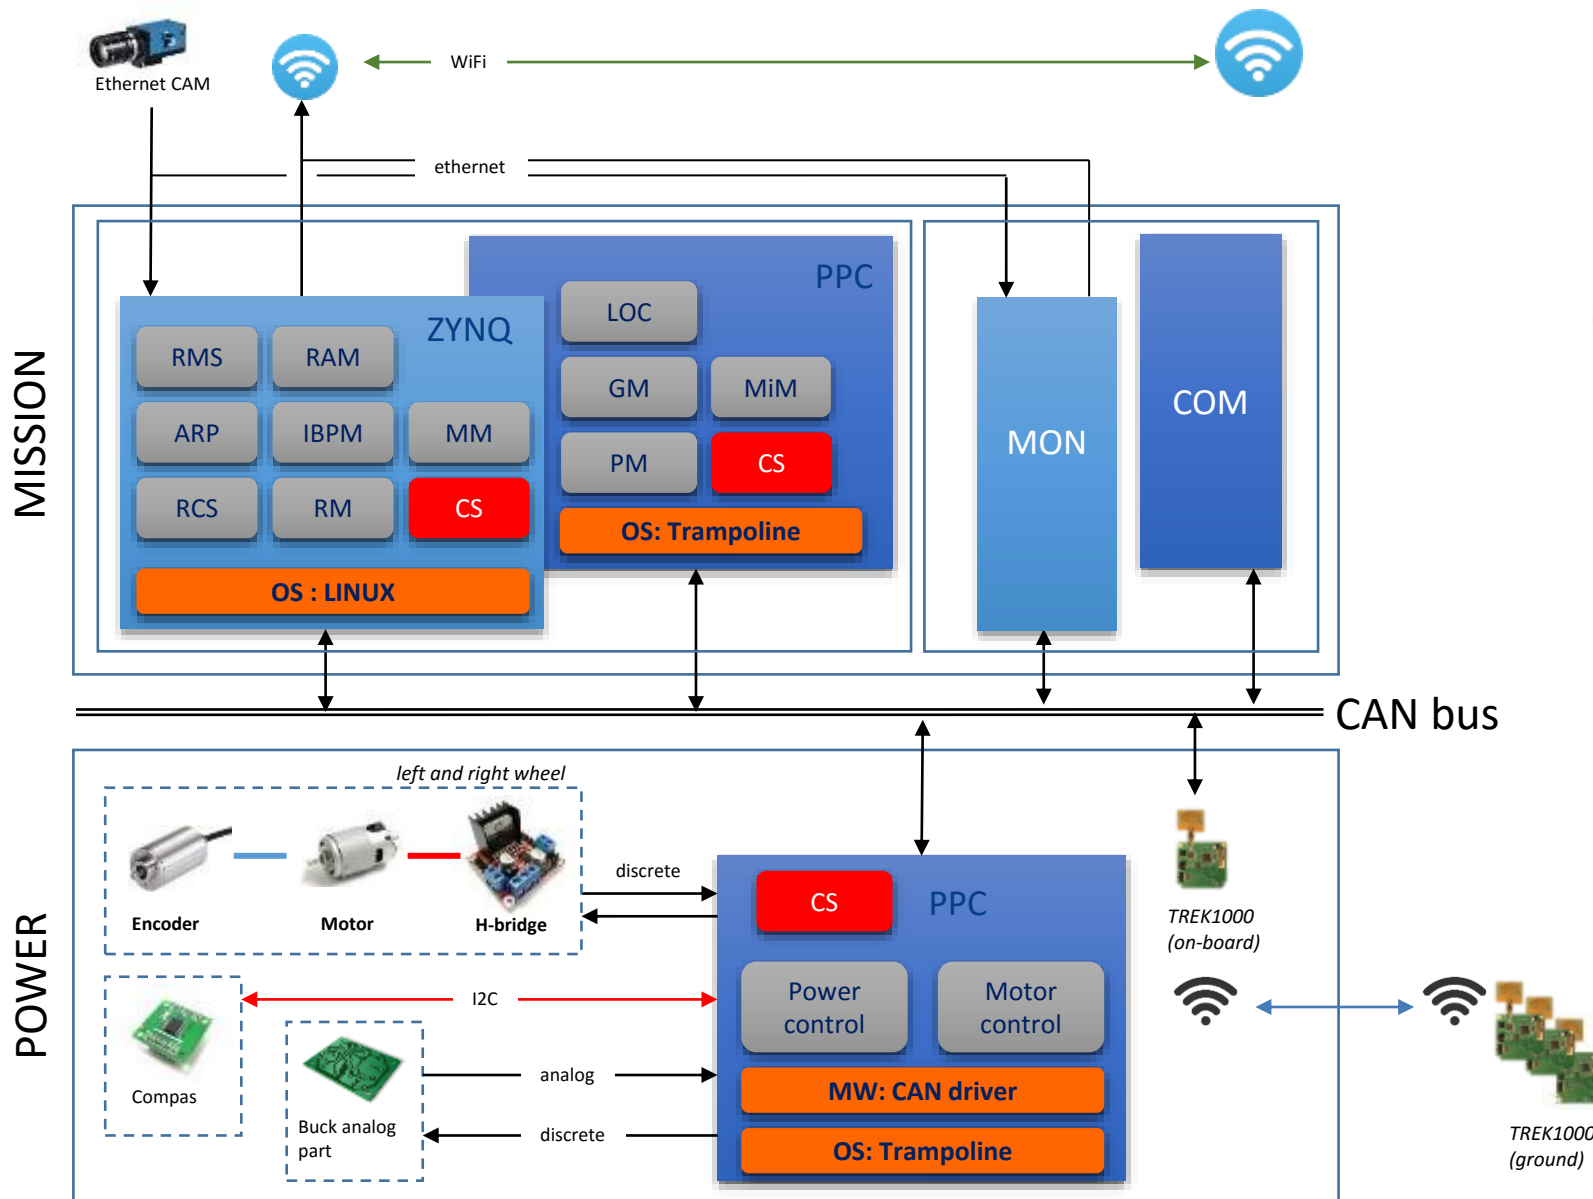 Ethernet CAM
WiFi
ethernet
MISSION
ZYNQ
RMS
RAM
ARP
IBPM
MM
RCS
RM
CS
OS : LINUX
PPC
LOC
GM
MiM
PM
CS
OS: Trampoline
MON
COM
CAN bus
POWER
left and right wheel
Encoder
Motor
H-bridge
discrete
I2C
Compas
Buck analog
part
analog
discrete
CS
PPC
Power
control
Motor
control
MW: CAN driver
OS: Trampoline
TREK1000
(on-board)
TREK1000
(ground)